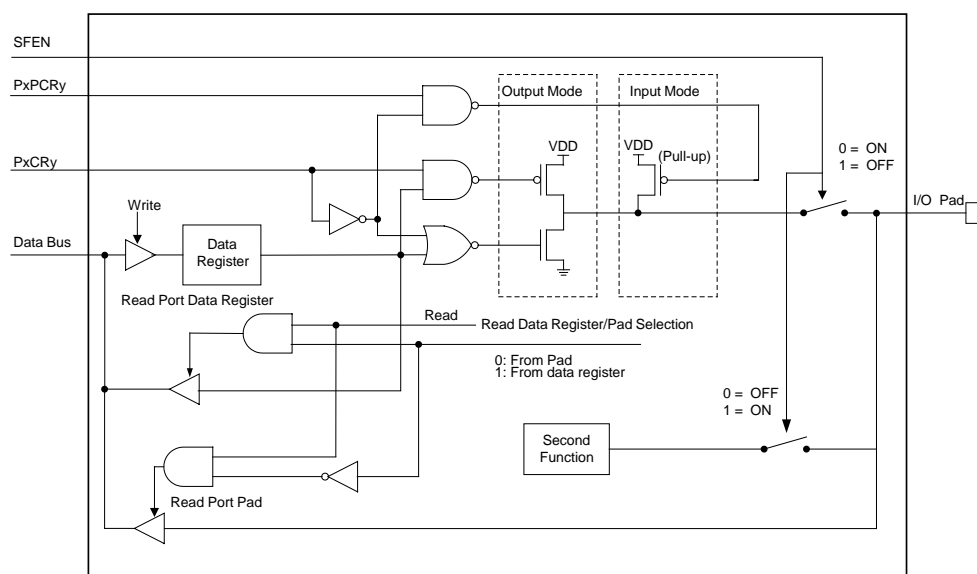 SFEN
PxPCRy
Output Mode
Input Mode
VDD
VDD
(Pull-up)
0 = ON
1 = OFF
PxCRy
I/O Pad
Write
Data Bus
Data
Register
Read Port Data Register
Read
Read Data Register/Pad Selection
0: From Pad
1: From data register
0 = OFF
1 = ON
Second
Function
Read Port Pad